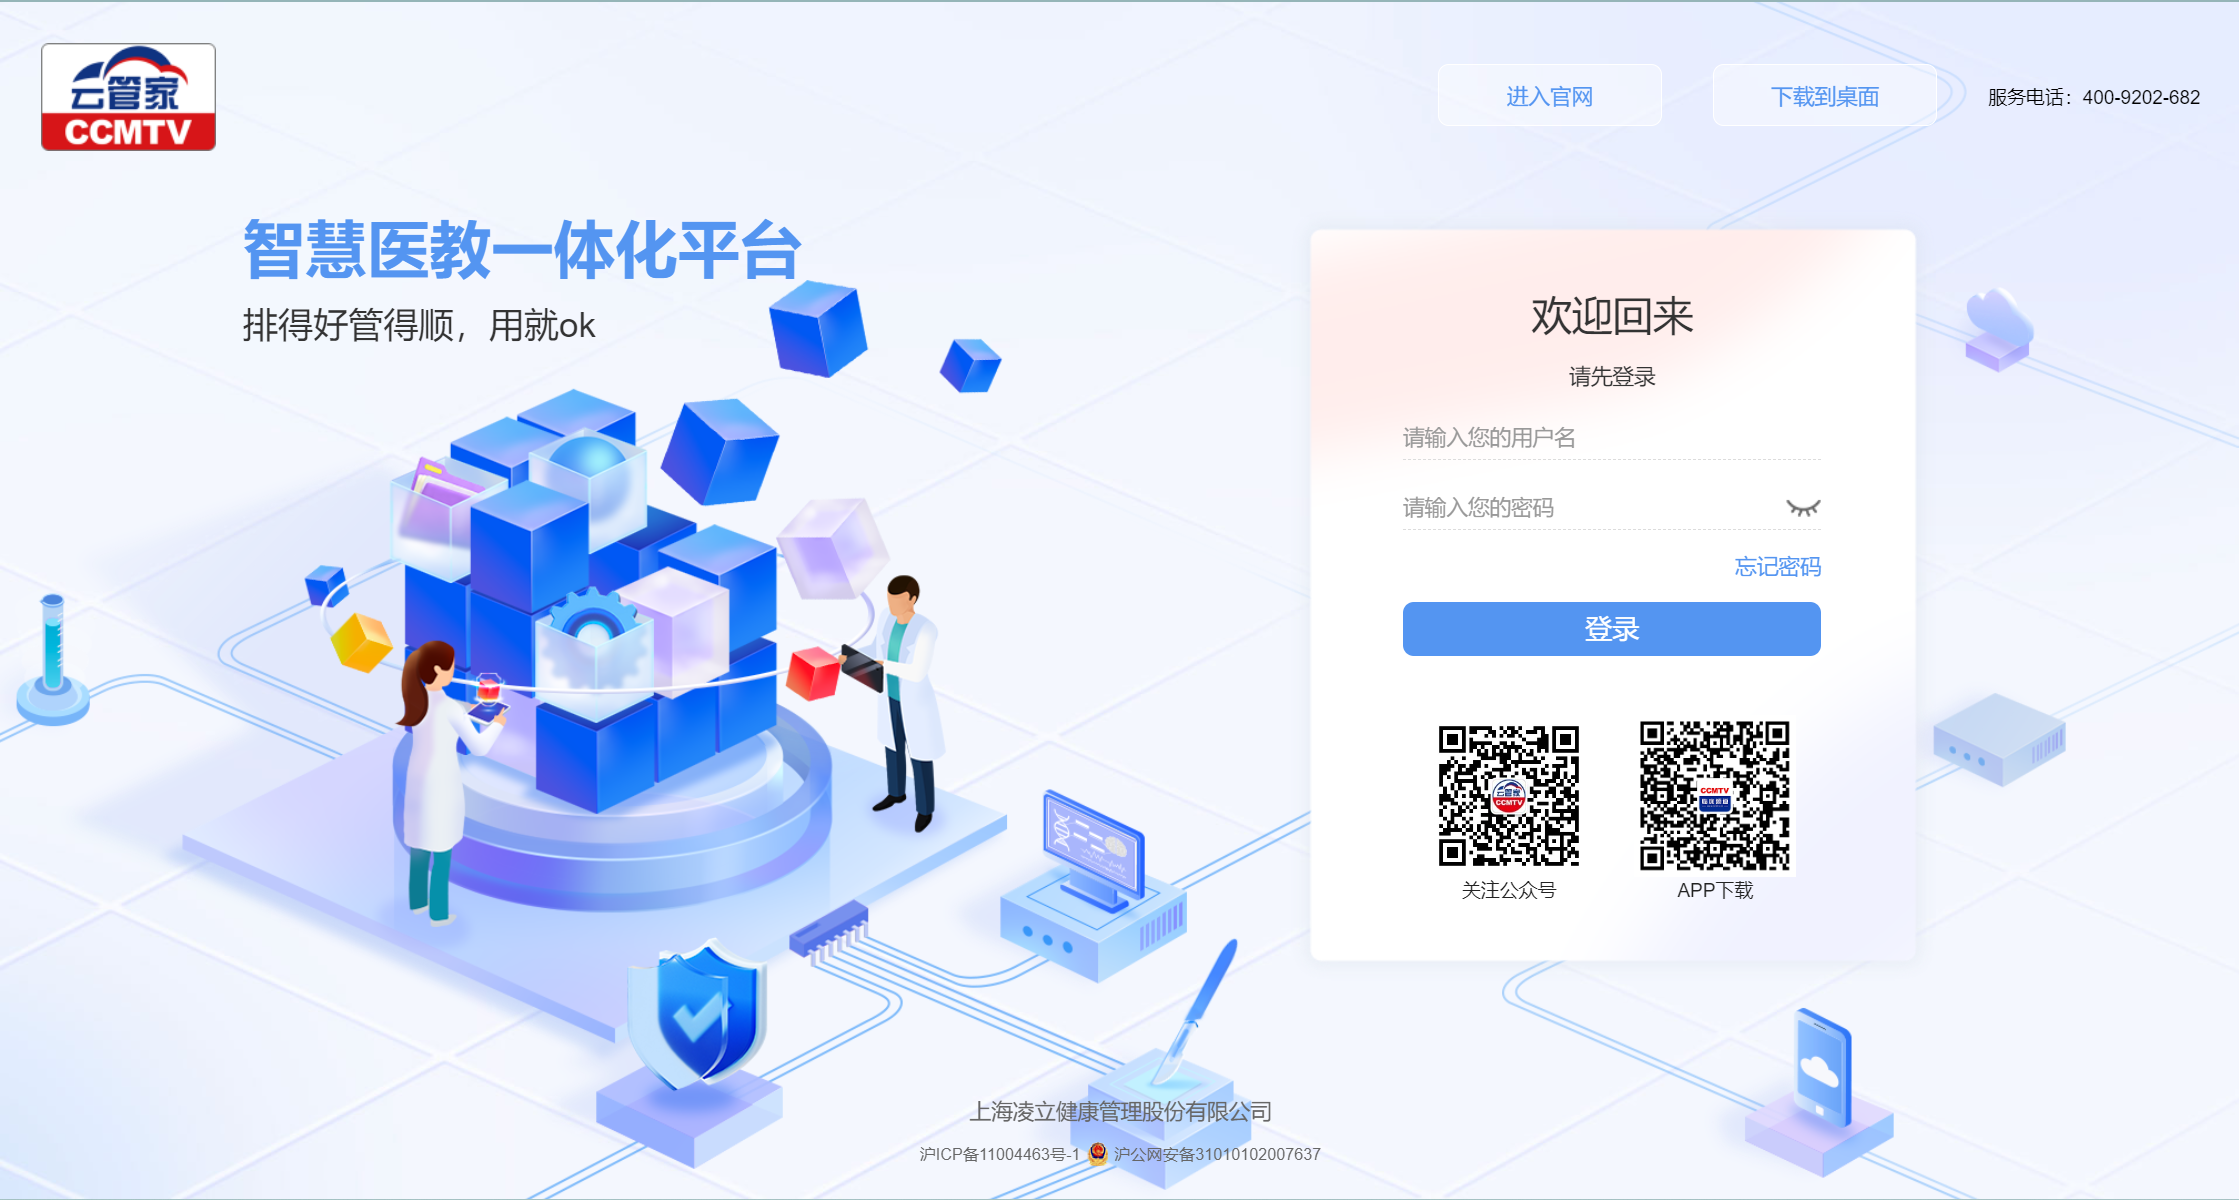 云管家
CCMTV
进入官网
下载到桌面
服务电话：400-9202-682
智慧医教一体化平台
排得好管得顺，用就ok
欢迎回来
请先登录
请输入您的用户名
请输入您的密码
忘记密码
登录
云管家
CCMTV
CCMTV
关注公众号
APP下载
上海凌立健康管理股份有限公司
沪ICP备11004463号-1 沪公网安备31010102007637